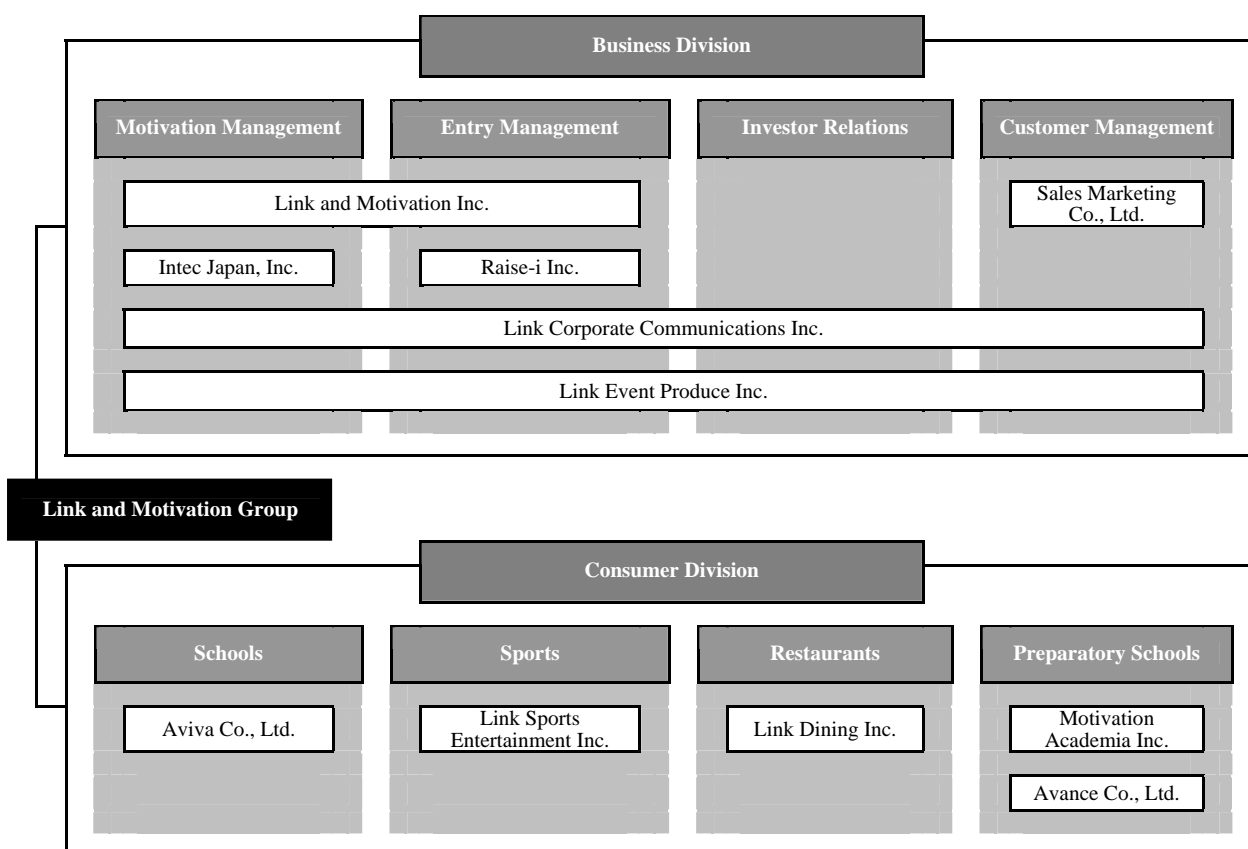 Business Division
Motivation Management
Entry Management
Investor Relations
Customer Management
Link and Motivation Inc.
Sales Marketing
Co., Ltd.
Intec Japan, Inc.
Raise-i Inc.
Link Corporate Communications Inc.
Link Event Produce Inc.
Link and Motivation Group
Consumer Division
Schools
Sports
Restaurants
Preparatory Schools
Aviva Co., Ltd.
Link Sports
Entertainment Inc.
Link Dining Inc.
Motivation
Academia Inc.
Avance Co., Ltd.